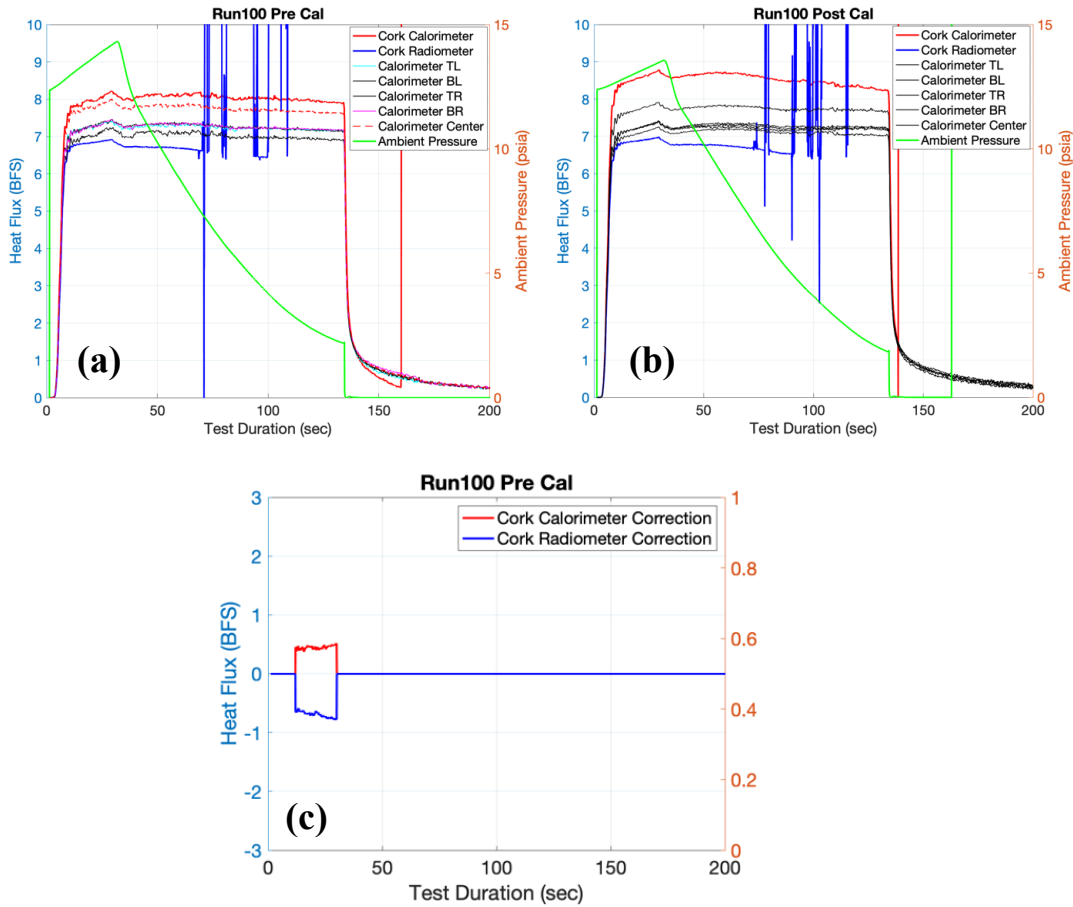 Run100 Pre Cal
Heat Flux (BFS)
10
9
8
7
6
5
4
3
2
1
0
Cork Calorimeter
Cork Radiometer
Calorimeter TL
Calorimeter BL
Calorimeter TR
Calorimeter BR
Calorimeter Center
Ambient Pressure
15
10
5
0
Ambient Pressure (psia)
(a)
0 50 100 150 200
Test Duration (sec)
Run100 Post Cal
Heat Flux (BFS)
10
9
8
7
6
5
4
3
2
1
0
Cork Calorimeter
Cork Radiometer
Calorimeter TL
Calorimeter BL
Calorimeter TR
Calorimeter BR
Calorimeter Center
Ambient Pressure
15
10
5
0
Ambient Pressure (psia)
(b)
0 50 100 150 200
Test Duration (sec)
Run100 Pre Cal
Heat Flux (BFS)
3
2
1
0
-1
-2
-3
Cork Calorimeter Correction
Cork Radiometer Correction
1
0.8
0.6
0.4
0.2
0
(c)
0 50 100 150 200
Test Duration (sec)